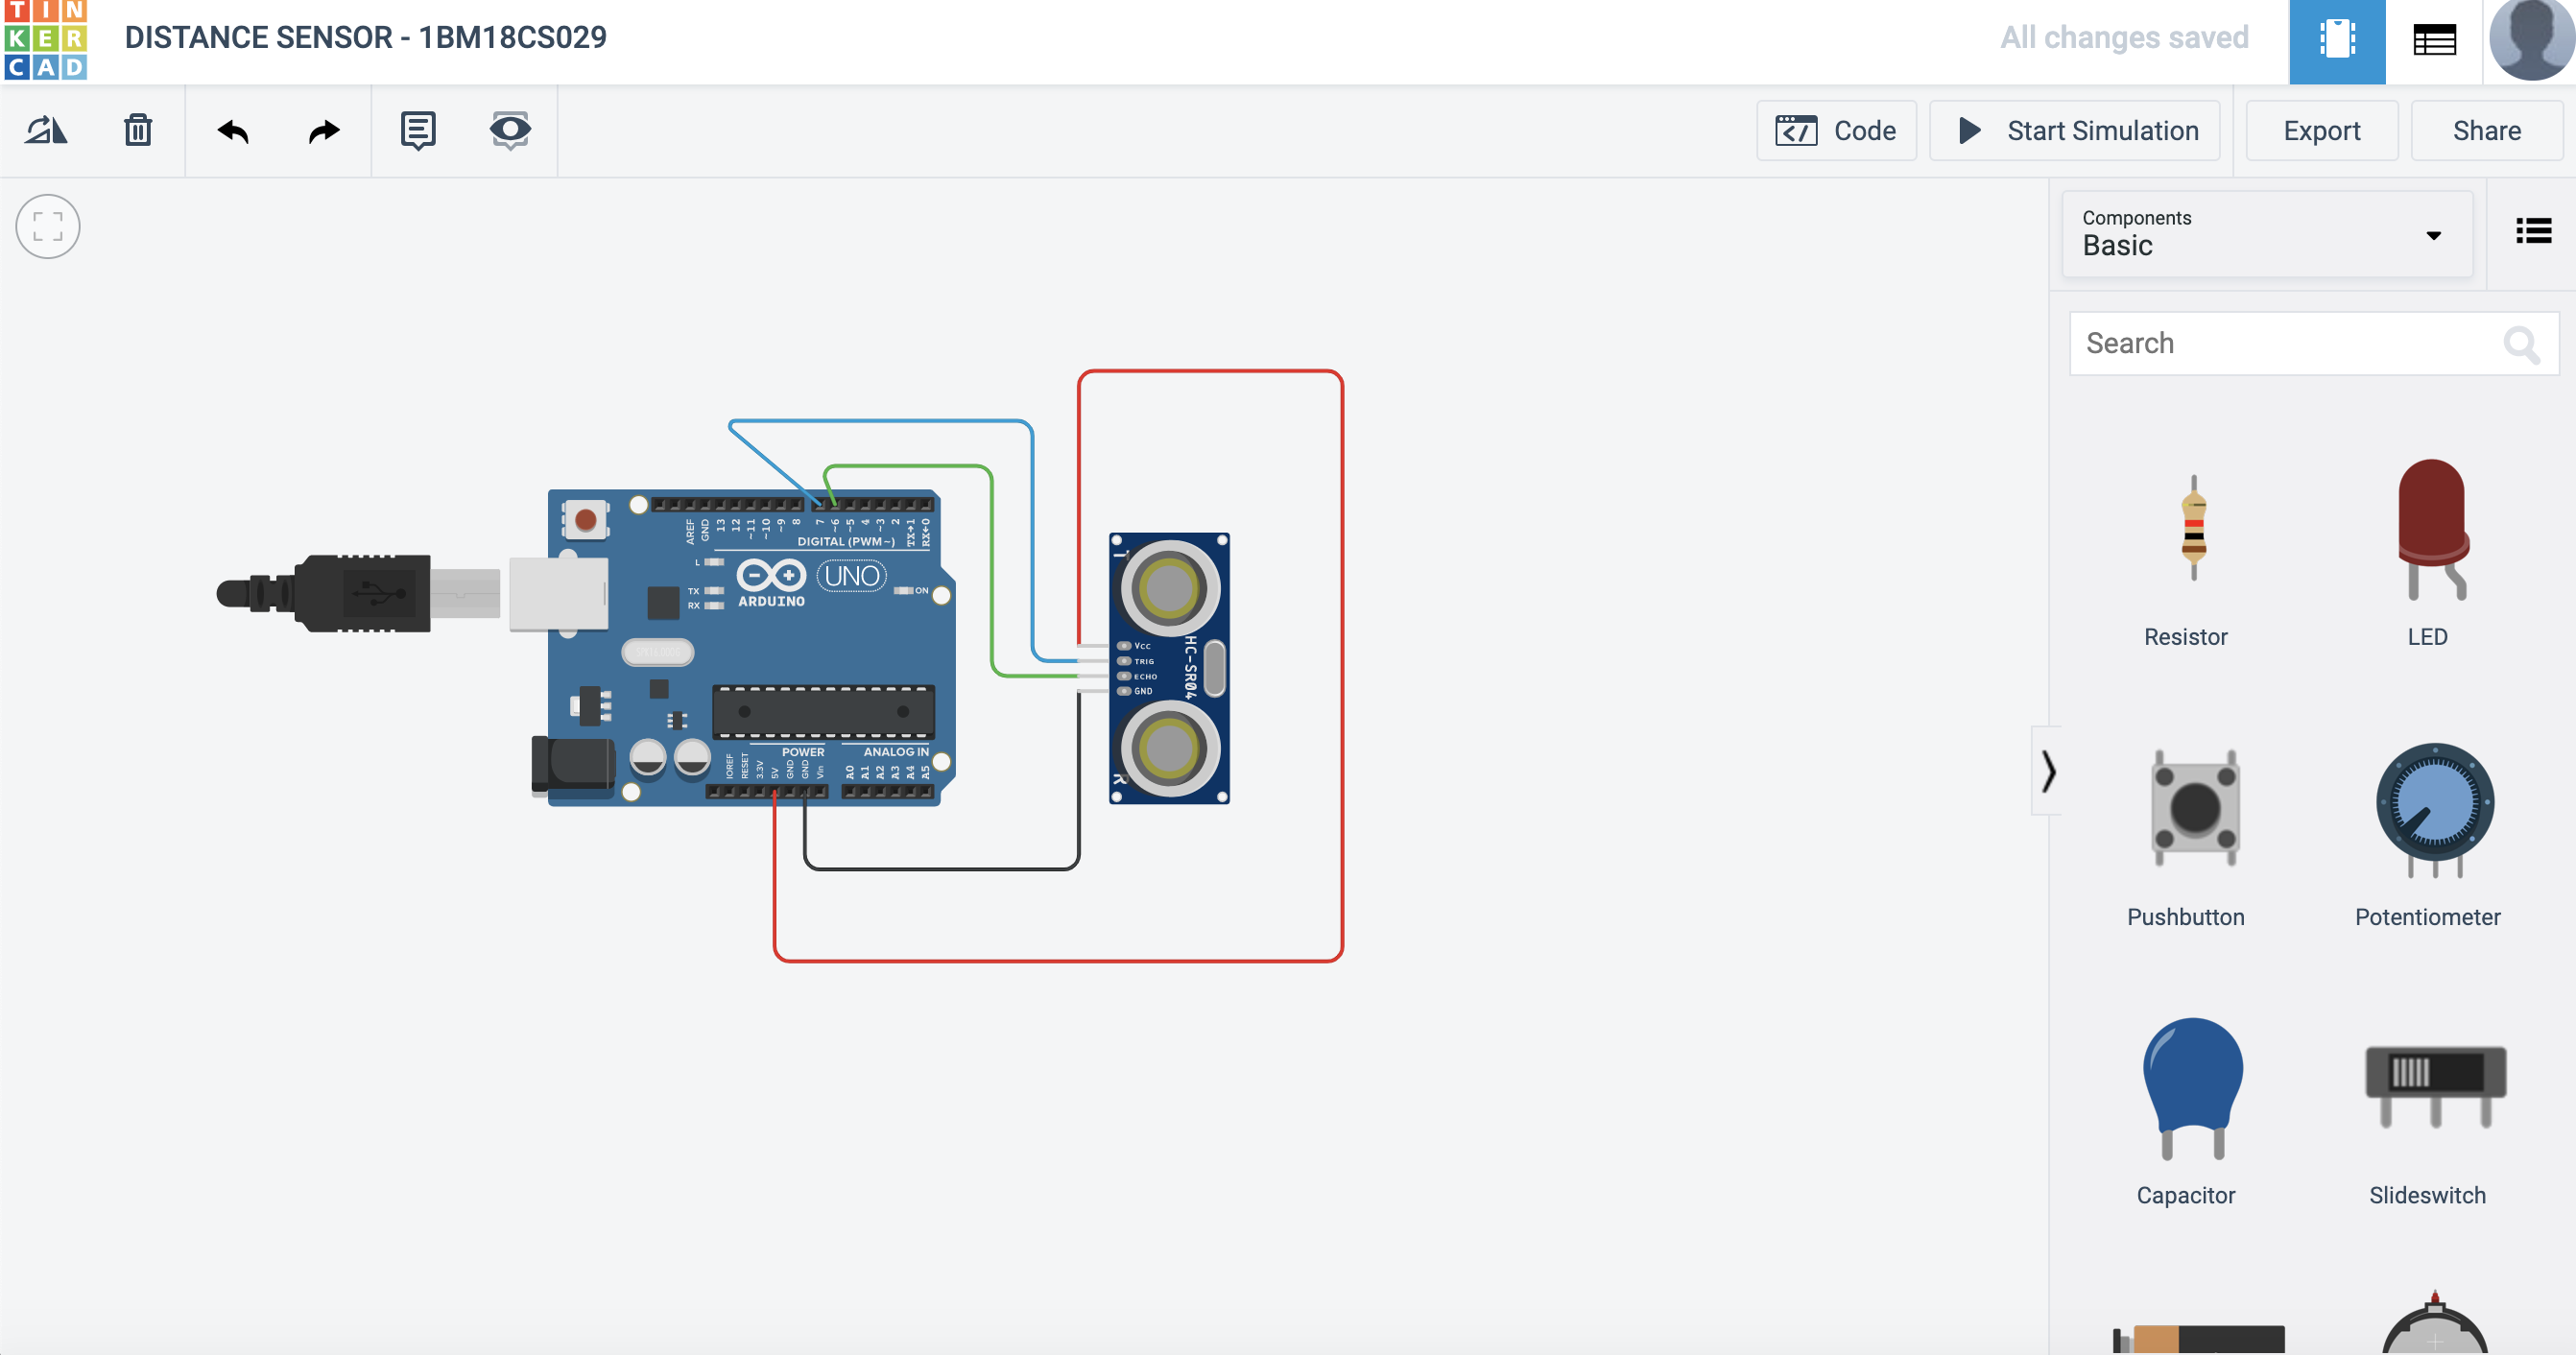 TIN
KER
CAD
DISTANCE SENSOR - 1BM18CS029
All changes saved
Code
Start Simulation
Export
Share
Components
Basic
Search
Resistor
LED
Pushbutton
Potentiometer
Capacitor
Slideswitch
AREF
GND
13
12
~11
~10
~9
8
7
~6
~5
4
~3
2
TX→1
RX←0
DIGITAL (PWM~)
L
TX
RX
ARDUINO
UNO
ON
POWER
ANALOG IN
IOREF
RESET
3.3V
5V
GND
GND
Vin
A0
A1
A2
A3
A4
A5
T
VCC
TRIG
ECHO
GND
HC-SR04
R